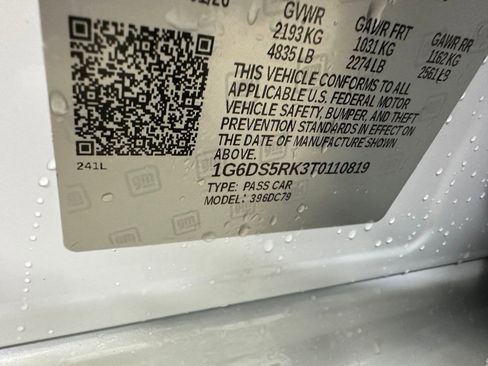 /20
GVWR GAWR FRT GAWR RR
2193 KG 1031 KG 1162 KG
4835 LB 2274 LB 2561 LB
THIS VEHICLE CONFORMS TO ALL
APPLICABLE U.S. FEDERAL MOTOR
VEHICLE SAFETY, BUMPER, AND THEFT
PREVENTION STANDARDS IN EFFECT ON
THE DATE OF MANUFACTURE SHOWN
ABOVE.
241L
1G6DS5RK3T0110819
TYPE: PASS CAR
MODEL: 396DC79
gm